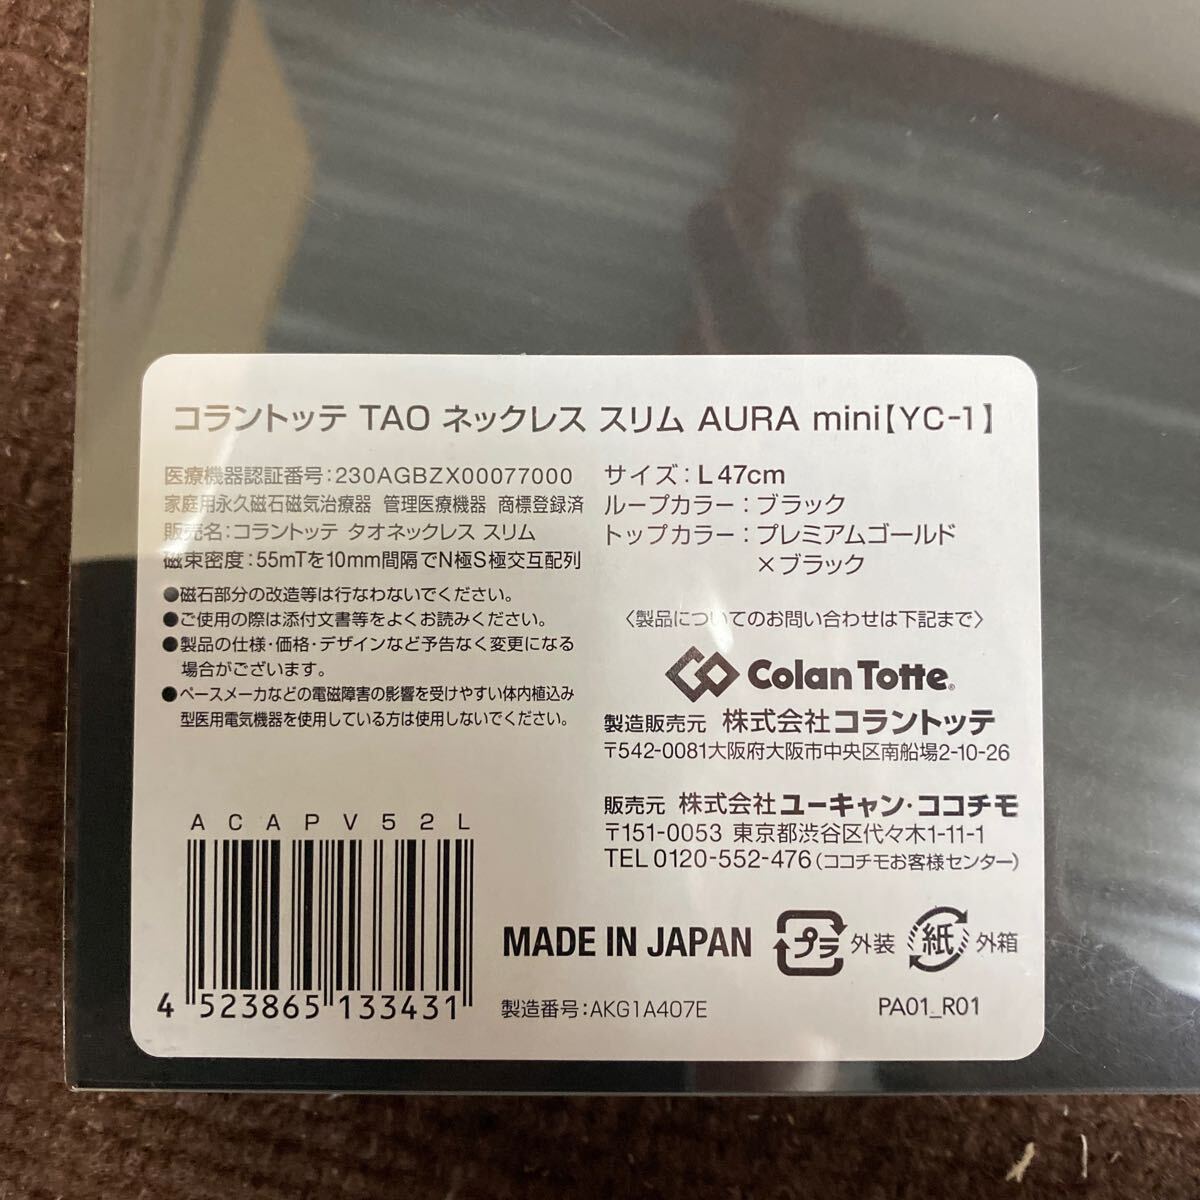 コラントッテ TAO ネックレス スリム AURA mini【YC-1】
医療機器認証番号:230AGBZX00077000
家庭用永久磁石磁気治療器 管理医療機器 商標登録済
販売名:コラントッテ タオネックレス スリム
磁束密度:55mTを10mm間隔でN極S極交互配列
●磁石部分の改造等は行なわないでください。
●ご使用の際は添付文書等をよくお読みください。
●製品の仕様・価格・デザインなど予告なく変更になる
場合がございます。
●ペースメーカなどの電磁障害の影響を受けやすい体内植込み
型医用電気機器を使用している方は使用しないでください。
サイズ:L 47cm
ループカラー:ブラック
トップカラー:プレミアムゴールド
×ブラック
〈製品についてのお問い合わせは下記まで〉
Colan Totte®
製造販売元 株式会社コラントッテ
〒542-0081大阪府大阪市中央区南船場2-10-26
販売元 株式会社ユーキャン・ココチモ
〒151-0053 東京都渋谷区代々木1-11-1
TEL 0120-552-476(ココチモお客様センター)
ACAPV52L
4 523865 133431
MADE IN JAPAN
プラ 外装
紙 外箱
製造番号:AKG1A407E
PA01_R01